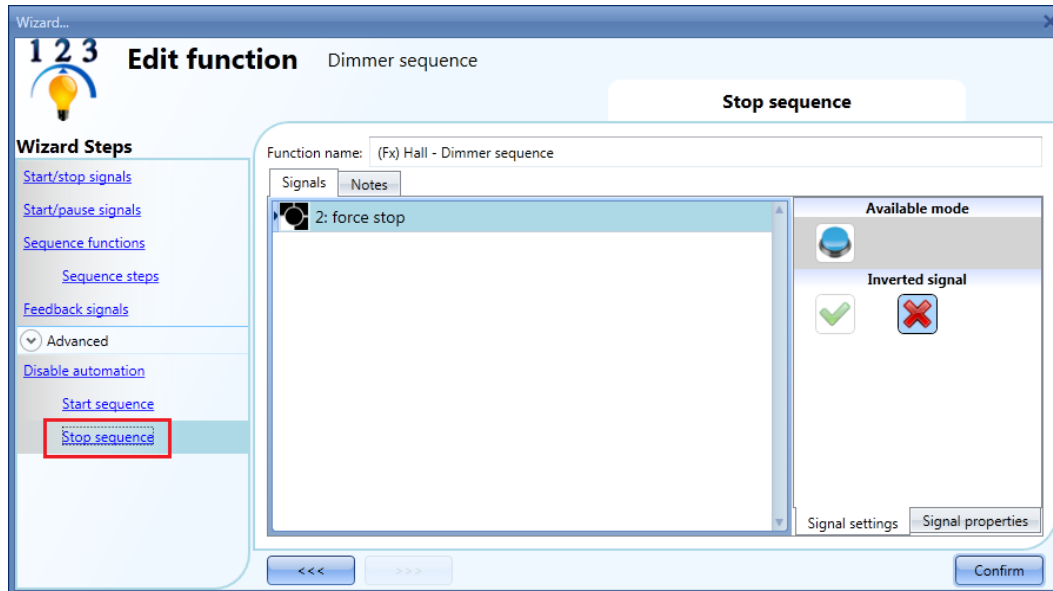 Wizard...
1 2 3
Edit function Dimmer sequence
Stop sequence
Wizard Steps
Start/stop signals
Start/pause signals
Sequence functions
Sequence steps
Feedback signals
Advanced
Disable automation
Start sequence
Stop sequence
Function name: (Fx) Hall - Dimmer sequence
Signals Notes
2: force stop
Available mode
Inverted signal
Signal settings Signal properties
<<< >>> Confirm